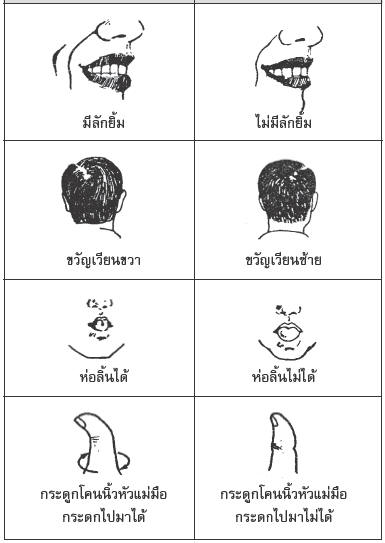 มีลักยิ้ม
ไม่มีลักยิ้ม
ขวัญเวียนขวา
ขวัญเวียนซ้าย
ห่อลิ้นได้
ห่อลิ้นไม่ได้
กระดูกโคนนิ้วหัวแม่มือ
กระดกไปมาได้
กระดูกโคนนิ้วหัวแม่มือ
กระดกไปมาไม่ได้